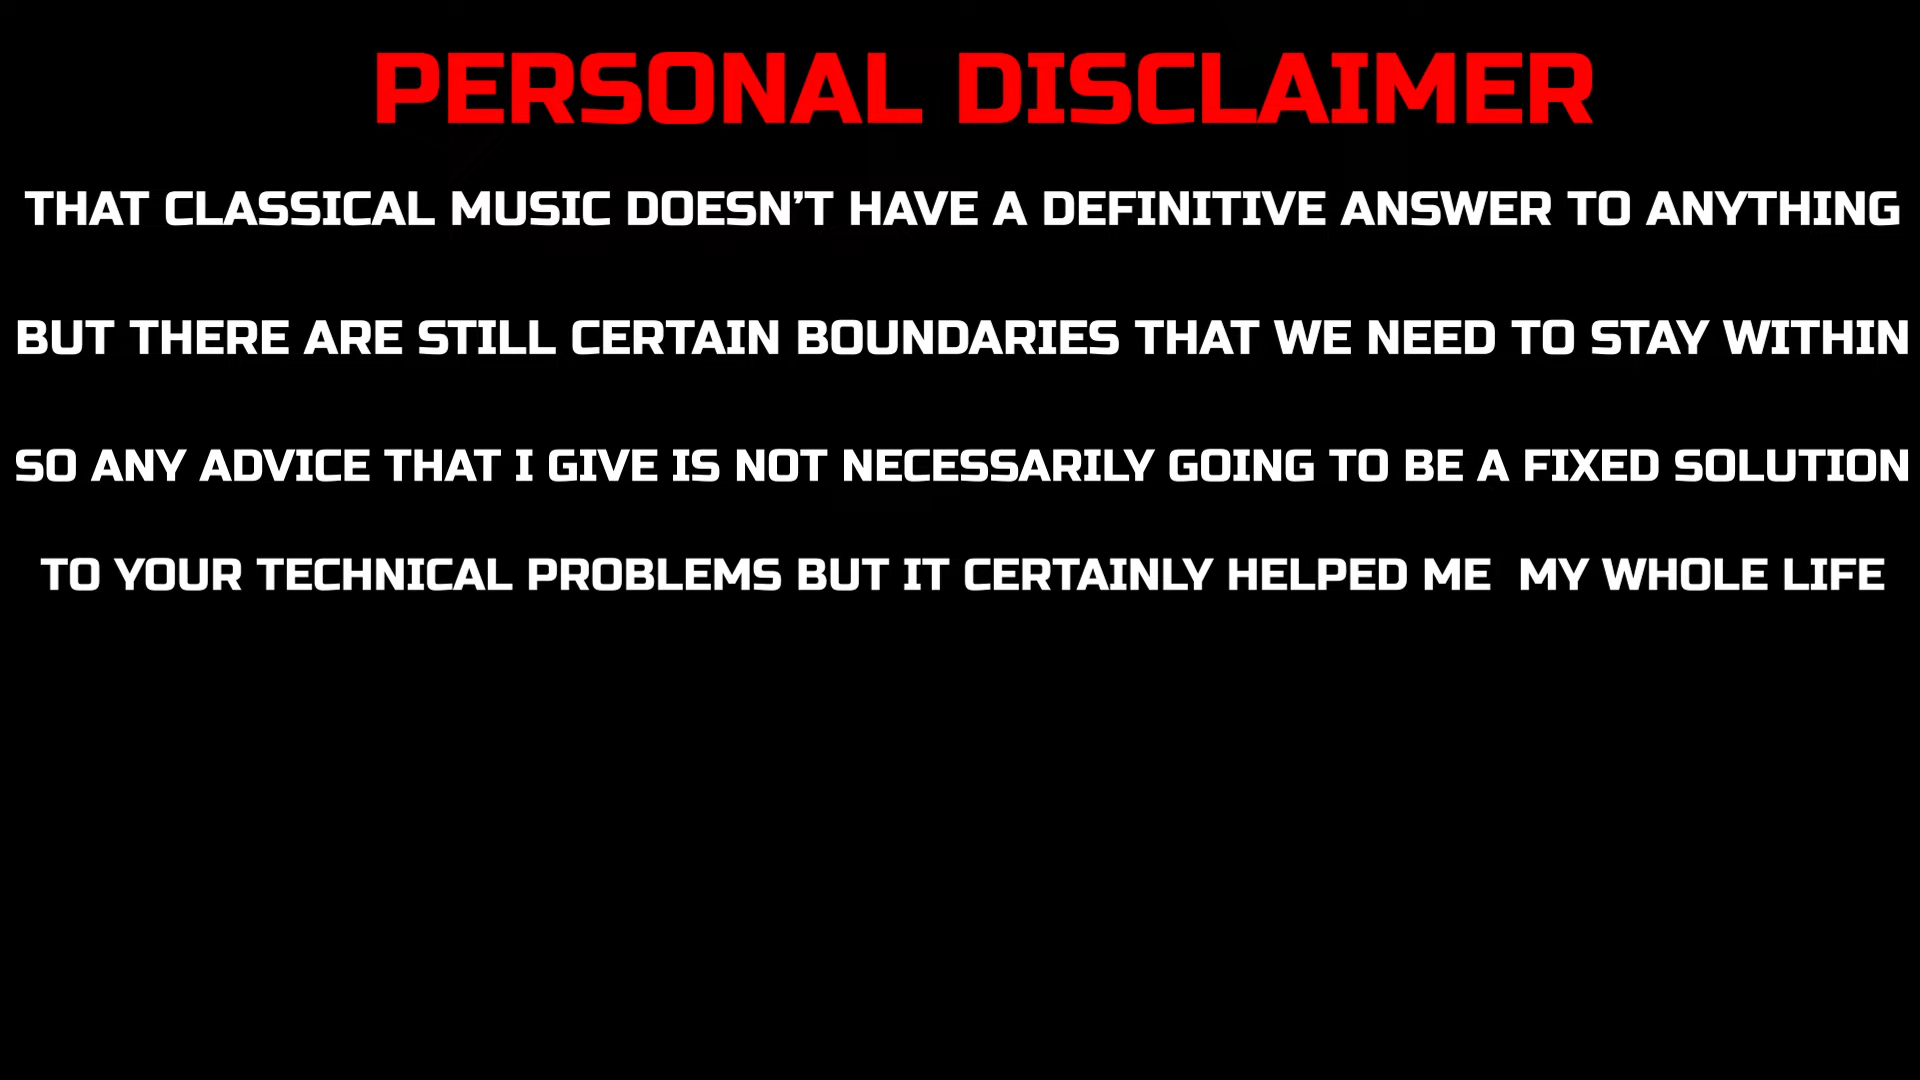 PERSONAL DISCLAIMER
THAT CLASSICAL MUSIC DOESN’T HAVE A DEFINITIVE ANSWER TO ANYTHING
BUT THERE ARE STILL CERTAIN BOUNDARIES THAT WE NEED TO STAY WITHIN
SO ANY ADVICE THAT I GIVE IS NOT NECESSARILY GOING TO BE A FIXED SOLUTION
TO YOUR TECHNICAL PROBLEMS BUT IT CERTAINLY HELPED ME  MY WHOLE LIFE